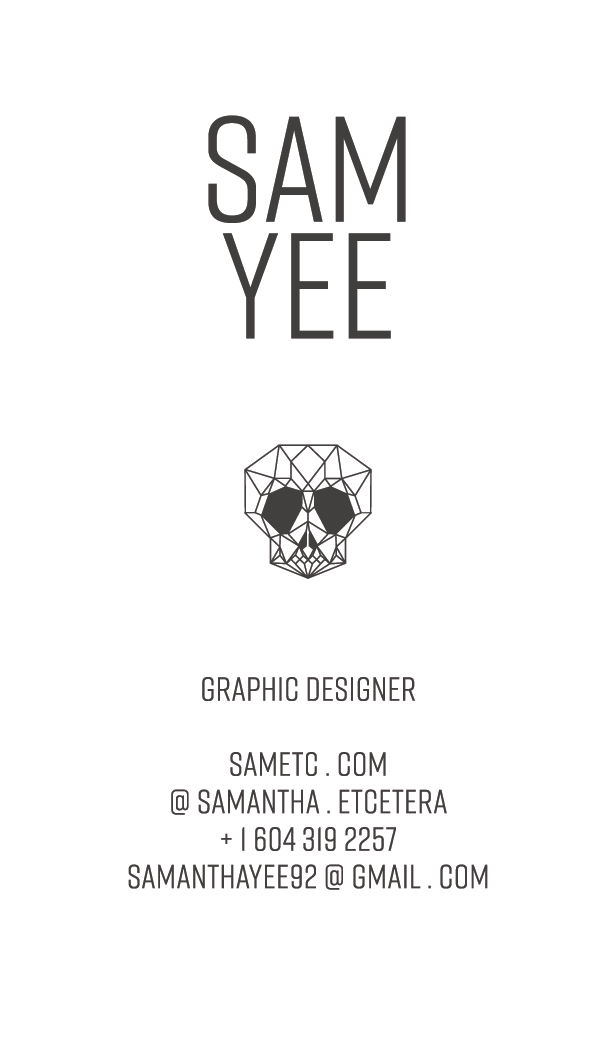 SAM
YEE
GRAPHIC DESIGNER
SAMETC . COM
@ SAMANTHA . ETCETERA
+ 1 604 319 2257
SAMANTHAYEE92 @ GMAIL . COM